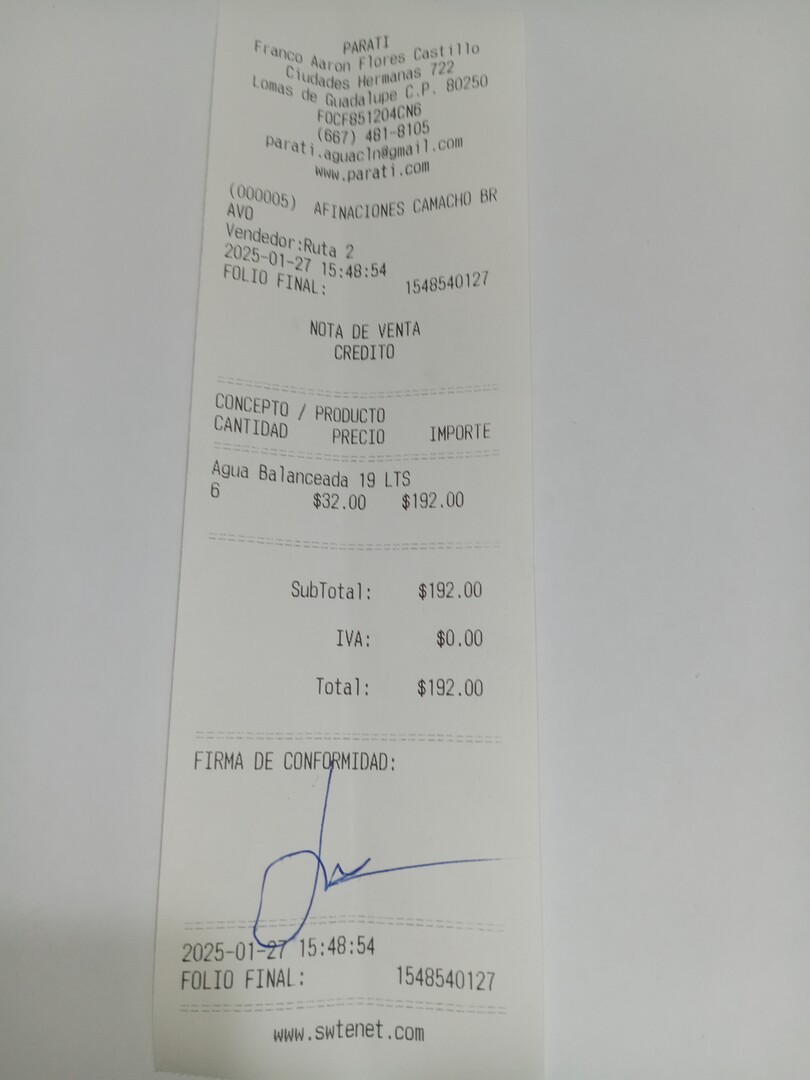 PARATI
Franco Aaron Flores Castillo
Ciudades Hermanas 722
Lomas de Guadalupe C.P. 80250
FOCF851204CN6
(667) 481-8105
parati.aguacln@gmail.com
www.parati.com
(000005) AFINACIONES CAMACHO BR
AVO
Vendedor:Ruta 2
2025-01-27 15:48:54
FOLIO FINAL: 1548540127
NOTA DE VENTA
CREDITO
CONCEPTO / PRODUCTO
CANTIDAD PRECIO IMPORTE
Agua Balanceada 19 LTS
6 $32.00 $192.00
SubTotal: $192.00
IVA: $0.00
Total: $192.00
FIRMA DE CONFORMIDAD:
2025-01-27 15:48:54
FOLIO FINAL: 1548540127
www.swtenet.com